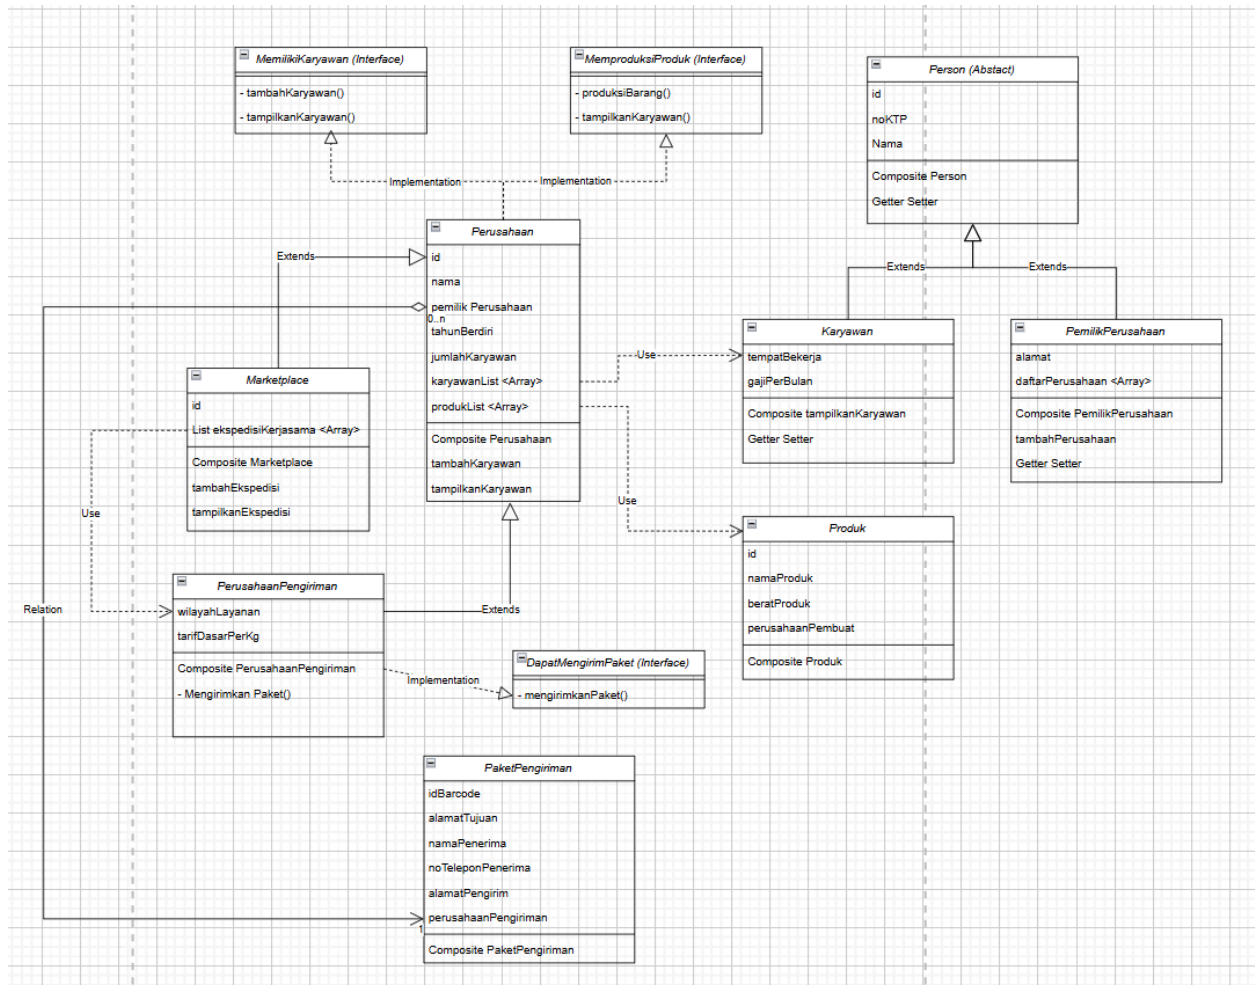 MemilikiKaryawan (Interface)
- tambahKaryawan()
- tampilkanKaryawan()
MemproduksiProduk (Interface)
- produksiBarang()
- tampilkanKaryawan()
Person (Abstact)
id
noKTP
Nama
Composite Person
Getter Setter
Implementation
Implementation
Perusahaan
id
nama
pemilik Perusahaan
0..n
tahunBerdiri
jumlahKaryawan
karyawanList <Array>
produkList <Array>
Composite Perusahaan
tambahKaryawan
tampilkanKaryawan
Extends
Extends
Extends
Karyawan
tempatBekerja
gajiPerBulan
Composite tampilkanKaryawan
Getter Setter
PemilikPerusahaan
alamat
daftarPerusahaan <Array>
Composite PemilikPerusahaan
tambahPerusahaan
Getter Setter
Use
Marketplace
id
List ekspedisiKerjasama <Array>
Composite Marketplace
tambahEkspedisi
tampilkanEkspedisi
Use
Use
Produk
id
namaProduk
beratProduk
perusahaanPembuat
Composite Produk
PerusahaanPengiriman
wilayahLayanan
tarifDasarPerKg
Composite PerusahaanPengiriman
- Mengirimkan Paket()
Extends
Relation
Implementation
DapatMengirimPaket (Interface)
- mengirimkanPaket()
PaketPengiriman
idBarcode
alamatTujuan
namaPenerima
noTeleponPenerima
alamatPengirim
perusahaanPengiriman
1
Composite PaketPengiriman